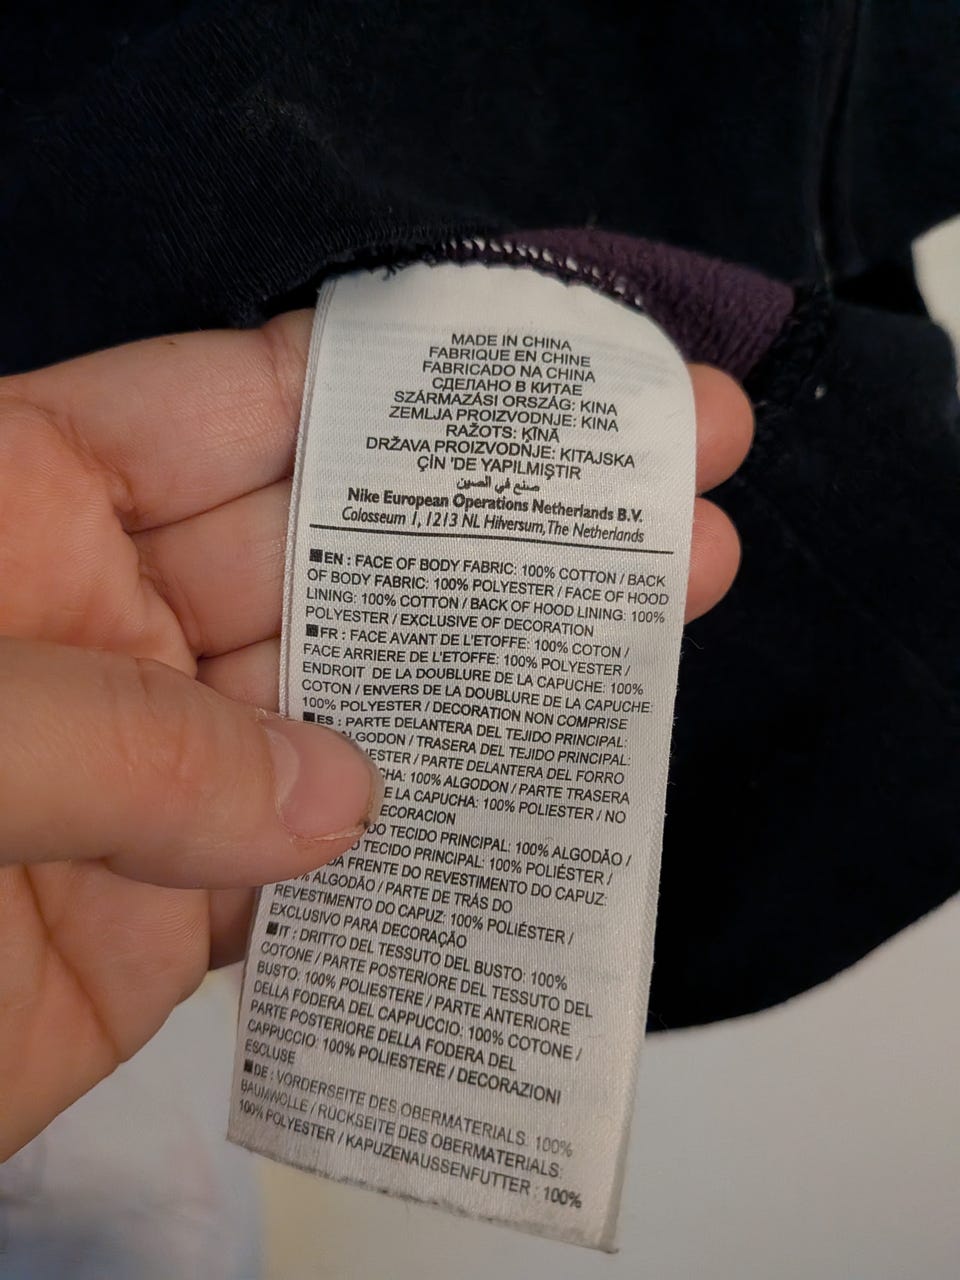 MADE IN CHINA
FABRIQUE EN CHINE
FABRICADO NA CHINA
СДЕЛАНО В КИТАЕ
SZÁRMAZÁSI ORSZÁG: KINA
ZEMLJA PROIZVODNJE: KINA
RAŽOTS: ĶĪNĀ
DRŽAVA PROIZVODNJE: KITAJSKA
ÇİN 'DE YAPILMIŞTIR
صنع في الصين
Nike European Operations Netherlands B.V.
Colosseum 1, 1213 NL Hilversum, The Netherlands
EN : FACE OF BODY FABRIC: 100% COTTON / BACK
OF BODY FABRIC: 100% POLYESTER / FACE OF HOOD
LINING: 100% COTTON / BACK OF HOOD LINING: 100%
POLYESTER / EXCLUSIVE OF DECORATION
FR : FACE AVANT DE L'ETOFFE: 100% COTON /
FACE ARRIERE DE L'ETOFFE: 100% POLYESTER /
ENDROIT DE LA DOUBLURE DE LA CAPUCHE: 100%
COTON / ENVERS DE LA DOUBLURE DE LA CAPUCHE:
100% POLYESTER / DECORATION NON COMPRISE
ES : PARTE DELANTERA DEL TEJIDO PRINCIPAL:
ALGODON / TRASERA DEL TEJIDO PRINCIPAL:
/ PARTE DELANTERA DEL FORRO
100% ALGODON / PARTE TRASERA
LA CAPUCHA: 100% POLIESTER / NO
TECIDO PRINCIPAL: 100% ALGODÃO /
TECIDO PRINCIPAL: 100% POLIÉSTER /
DA FRENTE DO REVESTIMENTO DO CAPUZ:
ALGODÃO / PARTE DE TRÁS DO
REVESTIMENTO DO CAPUZ: 100% POLIÉSTER /
EXCLUSIVO PARA DECORAÇÃO
IT : DRITTO DEL TESSUTO DEL BUSTO: 100%
COTONE / PARTE POSTERIORE DEL TESSUTO DEL
BUSTO: 100% POLIESTERE / PARTE ANTERIORE
DELLA FODERA DEL CAPPUCCIO: 100% COTONE /
PARTE POSTERIORE DELLA FODERA DEL
CAPPUCCIO: 100% POLIESTERE / DECORAZIONI
ESCLUSE
DE : VORDERSEITE DES OBERMATERIALS: 100%
BAUMWOLLE / RÜCKSEITE DES OBERMATERIALS:
100% POLYESTER / KAPUZENAUSSENFUTTER : 100%